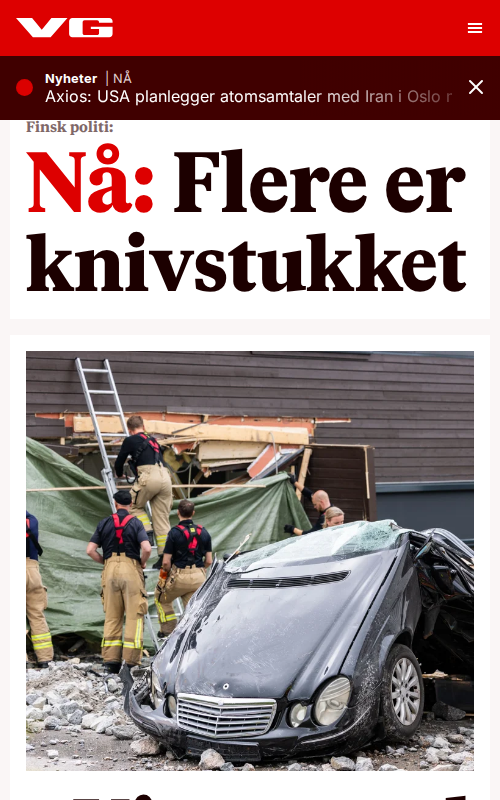 VG
Nyheter | NÅ
Axios: USA planlegger atomsamtaler med Iran i Oslo
Finsk politi:
Nå: Flere er
knivstukket